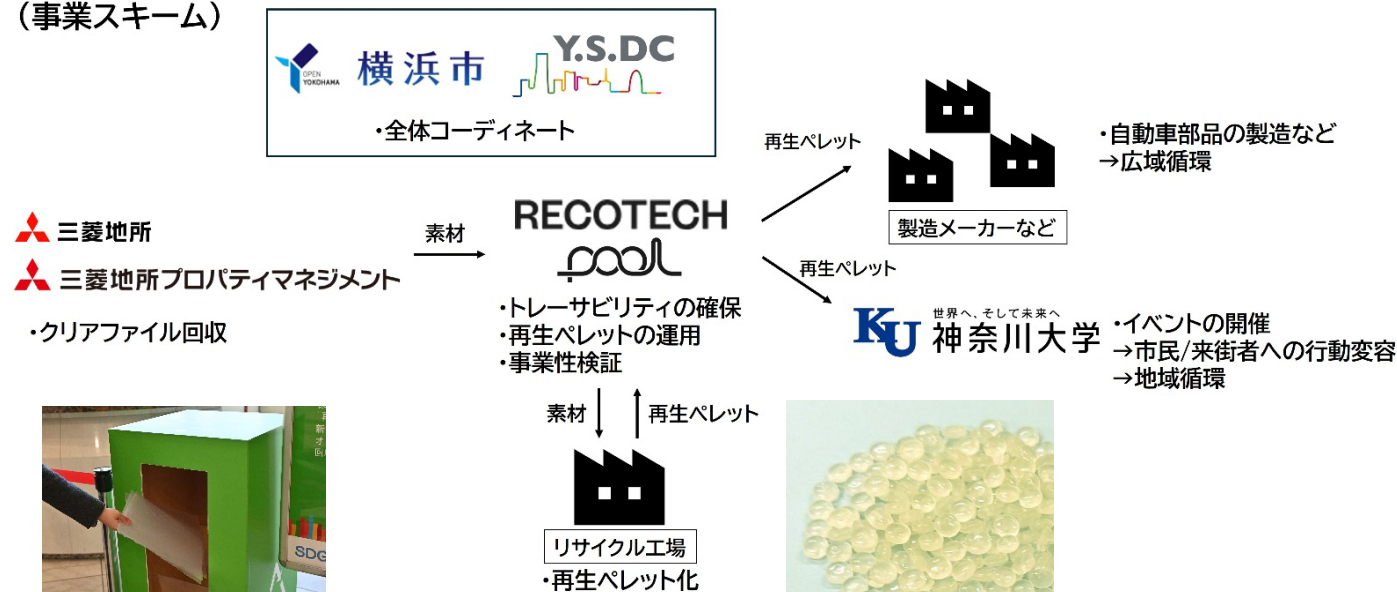 （事業スキーム）
OPEN
YOKOHAMA
横浜市
Y.S.DC
・全体コーディネート
三菱地所
三菱地所プロパティマネジメント
・クリアファイル回収
素材
RECOTECH
pool
・トレーサビリティの確保
・再生ペレットの運用
・事業性検証
素材
再生ペレット
リサイクル工場
・再生ペレット化
再生ペレット
製造メーカーなど
・自動車部品の製造など
→広域循環
再生ペレット
KU
世界へ、そして未来へ
神奈川大学
・イベントの開催
→市民/来街者への行動変容
→地域循環
SDG